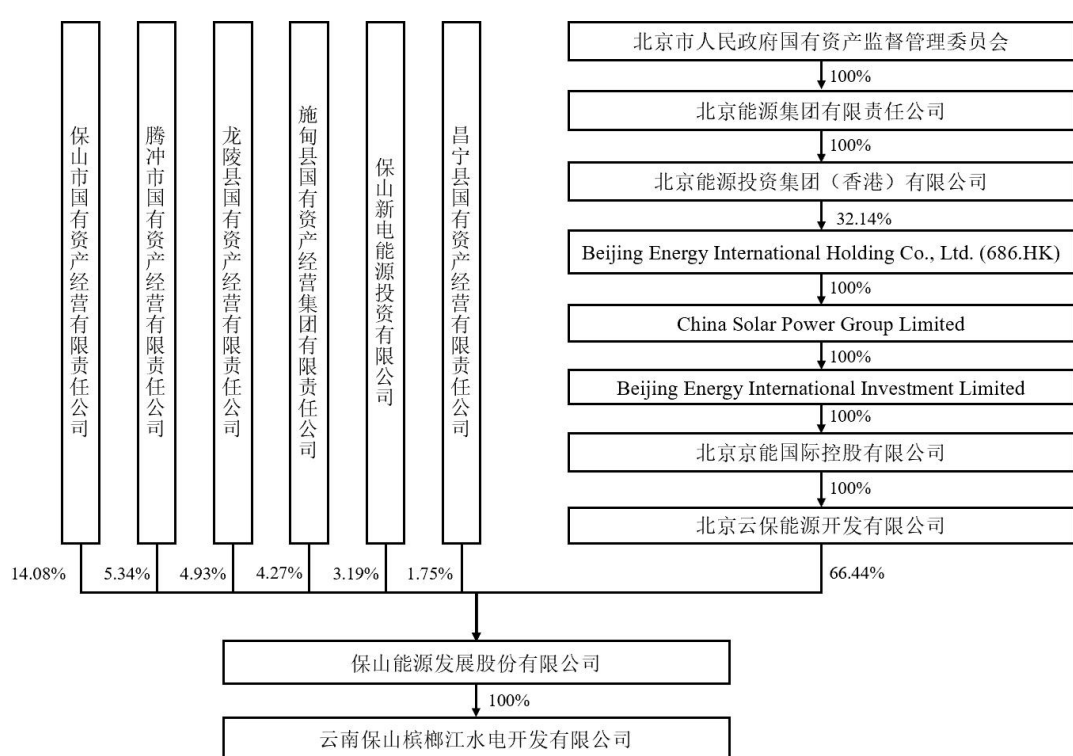 保山市国有资产经营有限责任公司
腾冲市国有资产经营有限责任公司
龙陵县国有资产经营有限责任公司
施甸县国有资产经营集团有限责任公司
保山新电能源投资有限公司
昌宁县国有资产经营有限责任公司
北京市人民政府国有资产监督管理委员会
100%
北京能源集团有限责任公司
100%
北京能源投资集团（香港）有限公司
32.14%
Beijing Energy International Holding Co., Ltd. (686.HK)
100%
China Solar Power Group Limited
100%
Beijing Energy International Investment Limited
100%
北京京能国际控股有限公司
100%
北京云保能源开发有限公司
14.08%
5.34%
4.93%
4.27%
3.19%
1.75%
66.44%
保山能源发展股份有限公司
100%
云南保山槟榔江水电开发有限公司